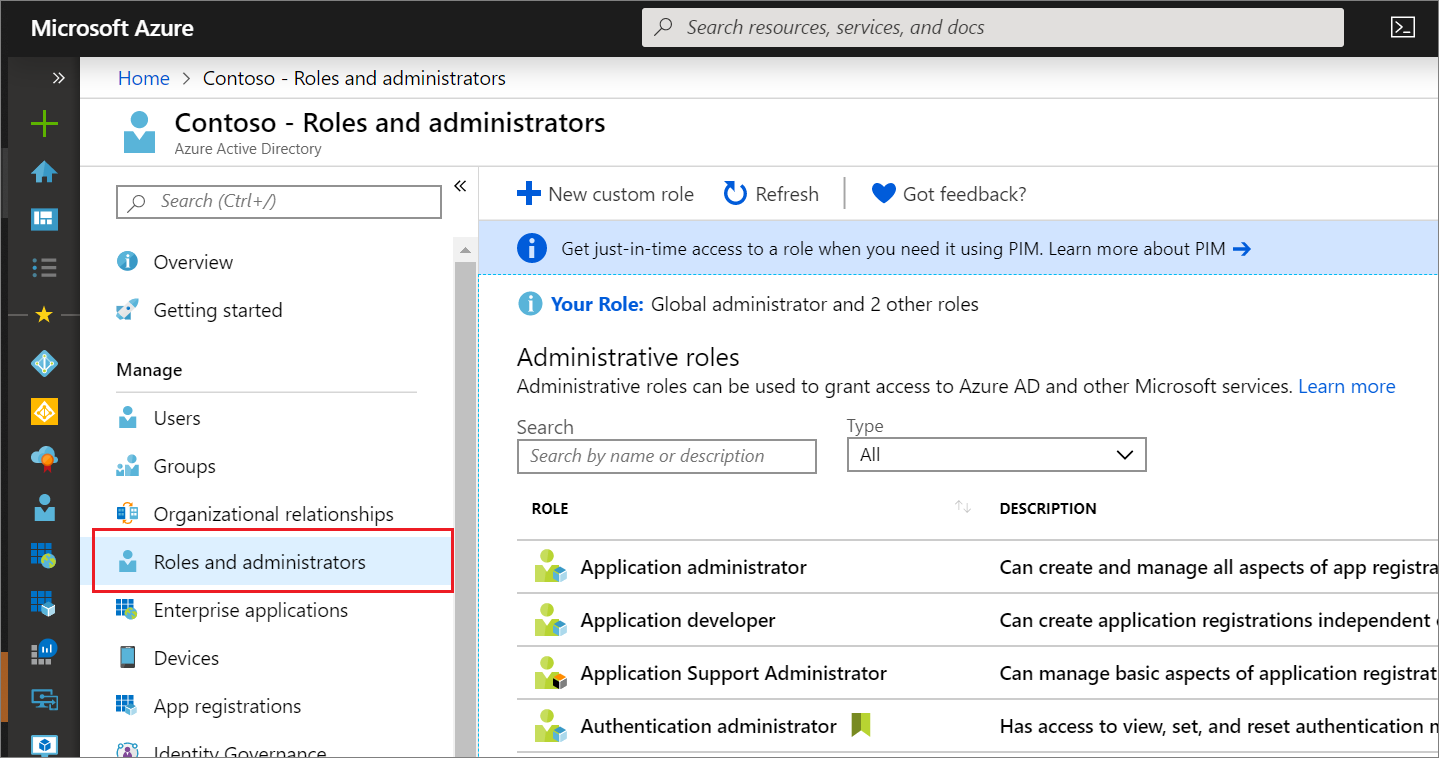 Microsoft Azure
Search resources, services, and docs
Home > Contoso - Roles and administrators
Contoso - Roles and administrators
Azure Active Directory
Search (Ctrl+/)
Overview
Getting started
Manage
Users
Groups
Organizational relationships
Roles and administrators
Enterprise applications
Devices
App registrations
Identity Governance
New custom role
Refresh
Got feedback?
Get just-in-time access to a role when you need it using PIM. Learn more about PIM →
Your Role: Global administrator and 2 other roles
Administrative roles
Administrative roles can be used to grant access to Azure AD and other Microsoft services. Learn more
Search
Type
Search by name or description
All
ROLE
DESCRIPTION
Application administrator
Can create and manage all aspects of app registra
Application developer
Can create application registrations independent
Application Support Administrator
Can manage basic aspects of application registrat
Authentication administrator
Has access to view, set, and reset authentication